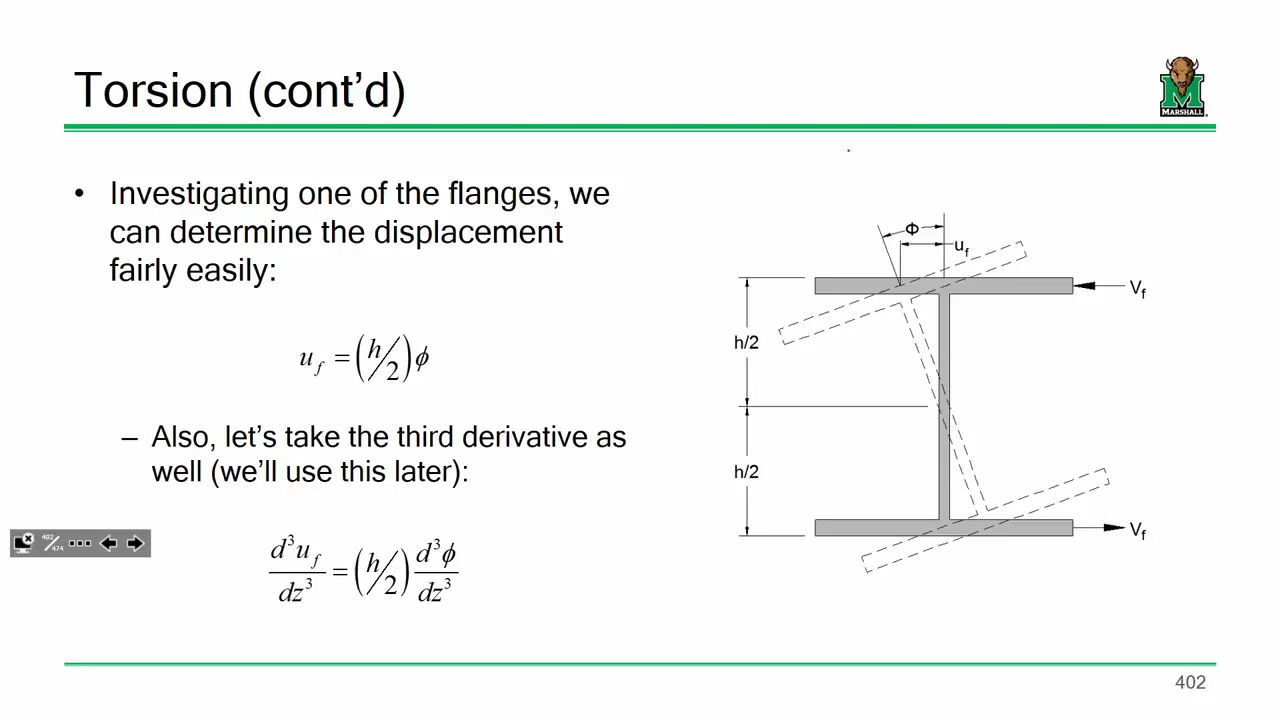 Torsion (cont'd)
MARSHALL
• Investigating one of the flanges, we
can determine the displacement
fairly easily:
u_f = (h/2)ϕ
– Also, let's take the third derivative as
well (we'll use this later):
d³u_f/dz³ = (h/2) d³ϕ/dz³
Φ
u_f
V_f
h/2
h/2
V_f
402/474
402